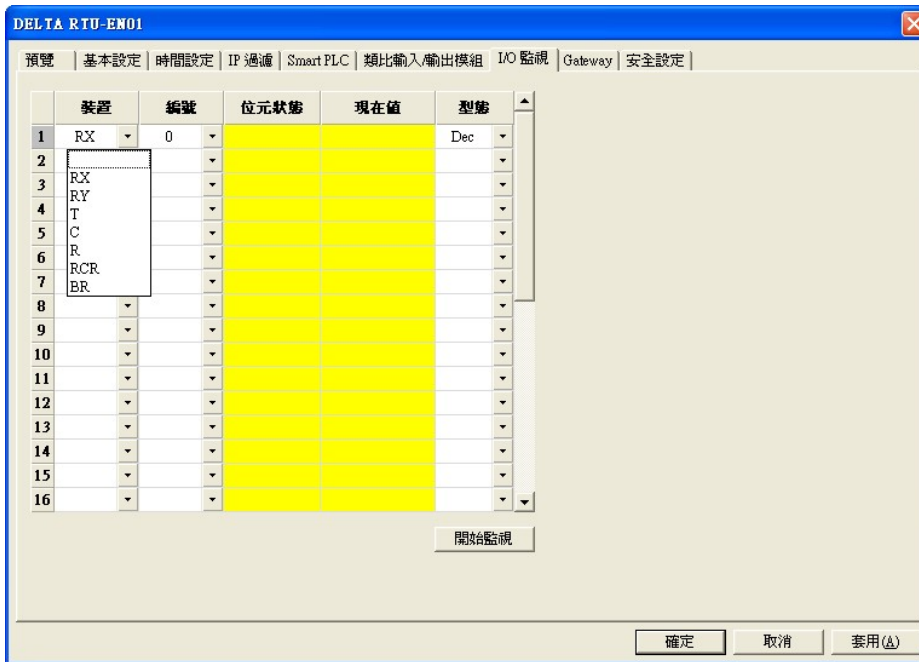 DELTA RTU-EN01
預覽 基本設定 時間設定 IP 過濾 Smart PLC 類比輸入/輸出模組 I/O 監視 Gateway 安全設定
裝置 編號 位元狀態 現在值 型態
1 RX 0 Dec
2
3 RX
RY
4 T
5 C
R
6 RCR
7 BR
8
9
10
11
12
13
14
15
16
開始監視
確定 取消 套用(A)